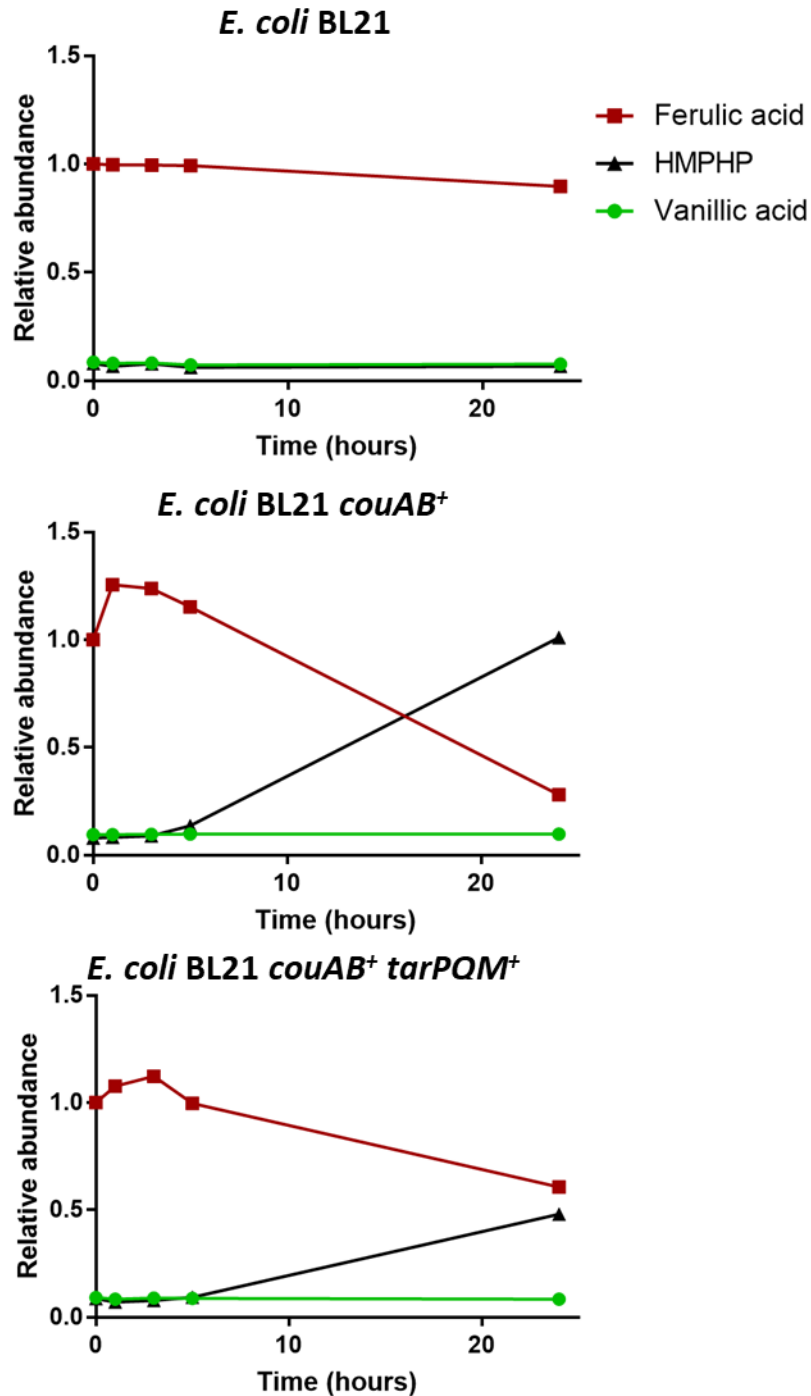 E. coli BL21
1.5
1.0
0.5
0.0
Relative abundance
0 10 20
Time (hours)
Ferulic acid
HMPHP
Vanillic acid
E. coli BL21 couAB⁺
1.5
1.0
0.5
0.0
Relative abundance
0 10 20
Time (hours)
E. coli BL21 couAB⁺ tarPQM⁺
1.5
1.0
0.5
0.0
Relative abundance
0 10 20
Time (hours)